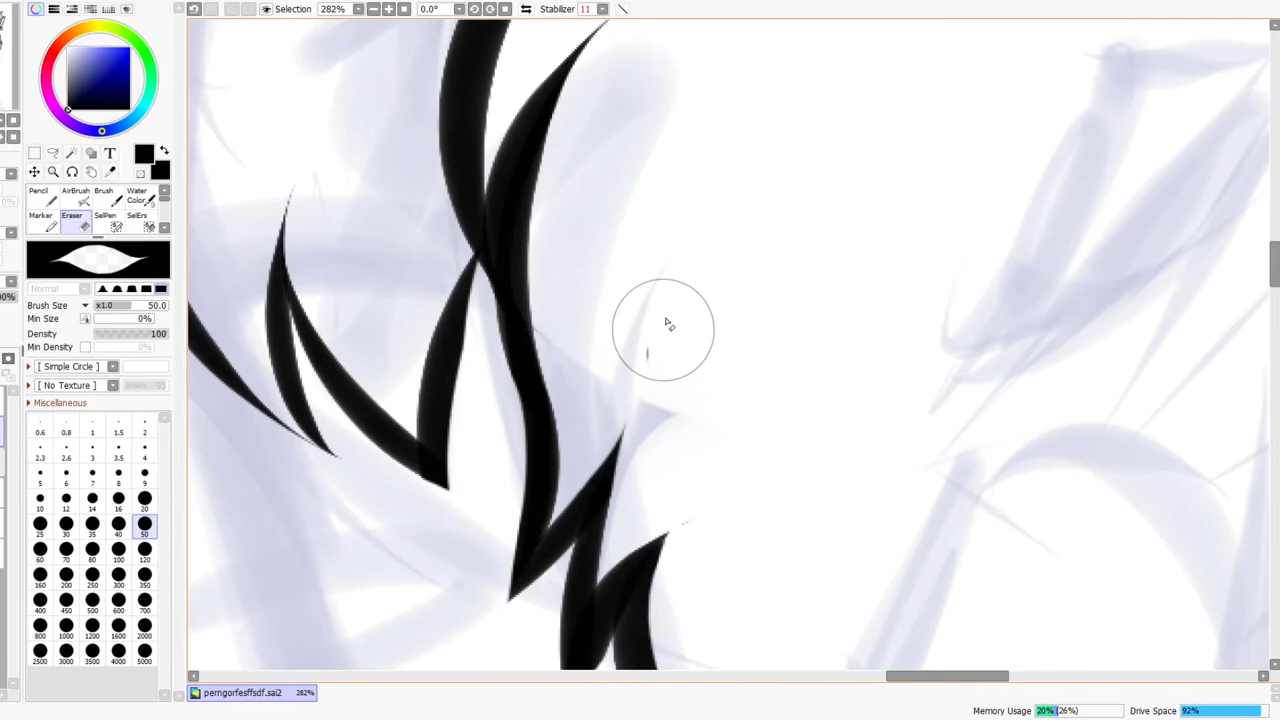 Selection 282% 0.0° Stabilizer 11
T
Pencil AirBrush Brush Water Color
Marker Eraser SelPen SelErs
Normal
Brush Size x1.0 50.0
Min Size 0%
Density 100
Min Density 0%
[ Simple Circle ]
[ No Texture ]
Miscellaneous
0.6 0.8 1 1.5 2
2.3 2.6 3 3.5 4
5 6 7 8 9
10 12 14 16 20
25 30 35 40 50
60 70 80 100 120
160 200 250 300 350
400 450 500 600 700
800 1000 1200 1600 2000
2500 3000 3500 4000 5000
perngorfesffsdf.sai2 282%
Memory Usage 20% (26%) Drive Space 92%